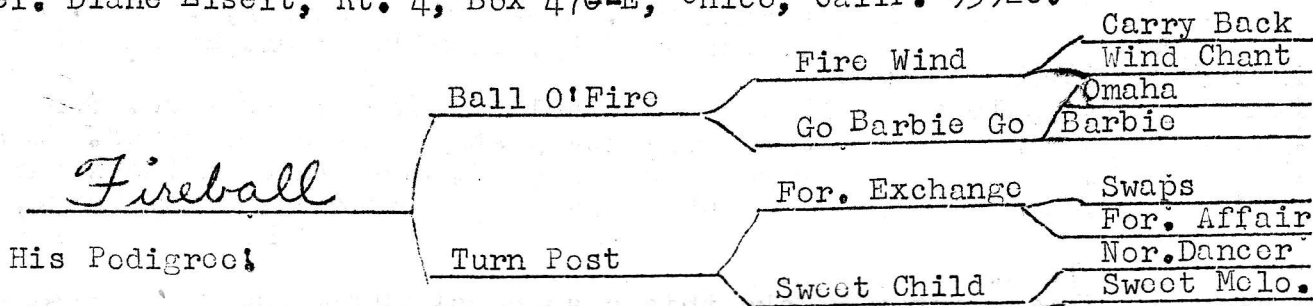 Diane Eisert, Rt. 4, Box 470-E, Chico, Calif.
Carry Back
Fire Wind
Wind Chant
Ball O'Fire
Omaha
Go Barbie Go
Barbie
Fireball
For. Exchange
Swaps
For. Affair
His Pedigree!
Turn Post
Nor.Dancer
Sweet Child
Sweet Melo.